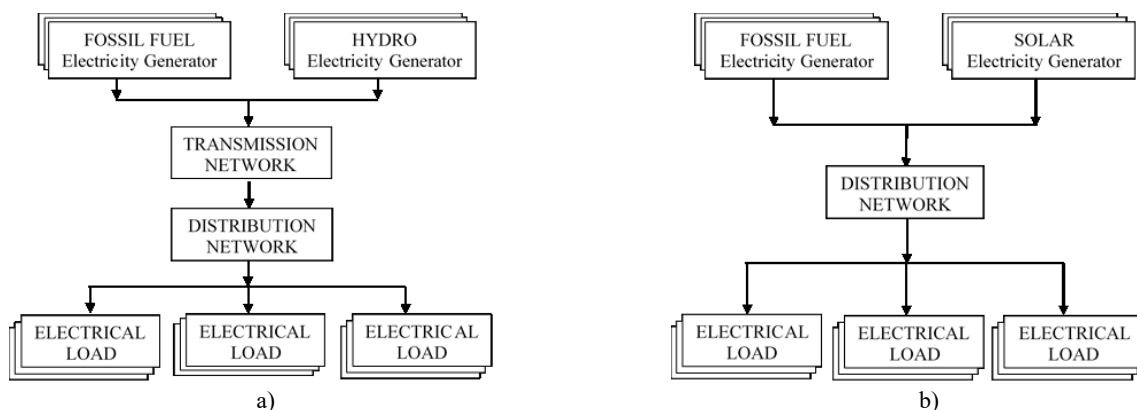 FOSSIL FUEL
Electricity Generator
HYDRO
Electricity Generator
TRANSMISSION
NETWORK
DISTRIBUTION
NETWORK
ELECTRICAL
LOAD
ELECTRICAL
LOAD
ELECTRICAL
LOAD
a)
FOSSIL FUEL
Electricity Generator
SOLAR
Electricity Generator
DISTRIBUTION
NETWORK
ELECTRICAL
LOAD
ELECTRICAL
LOAD
ELECTRICAL
LOAD
b)